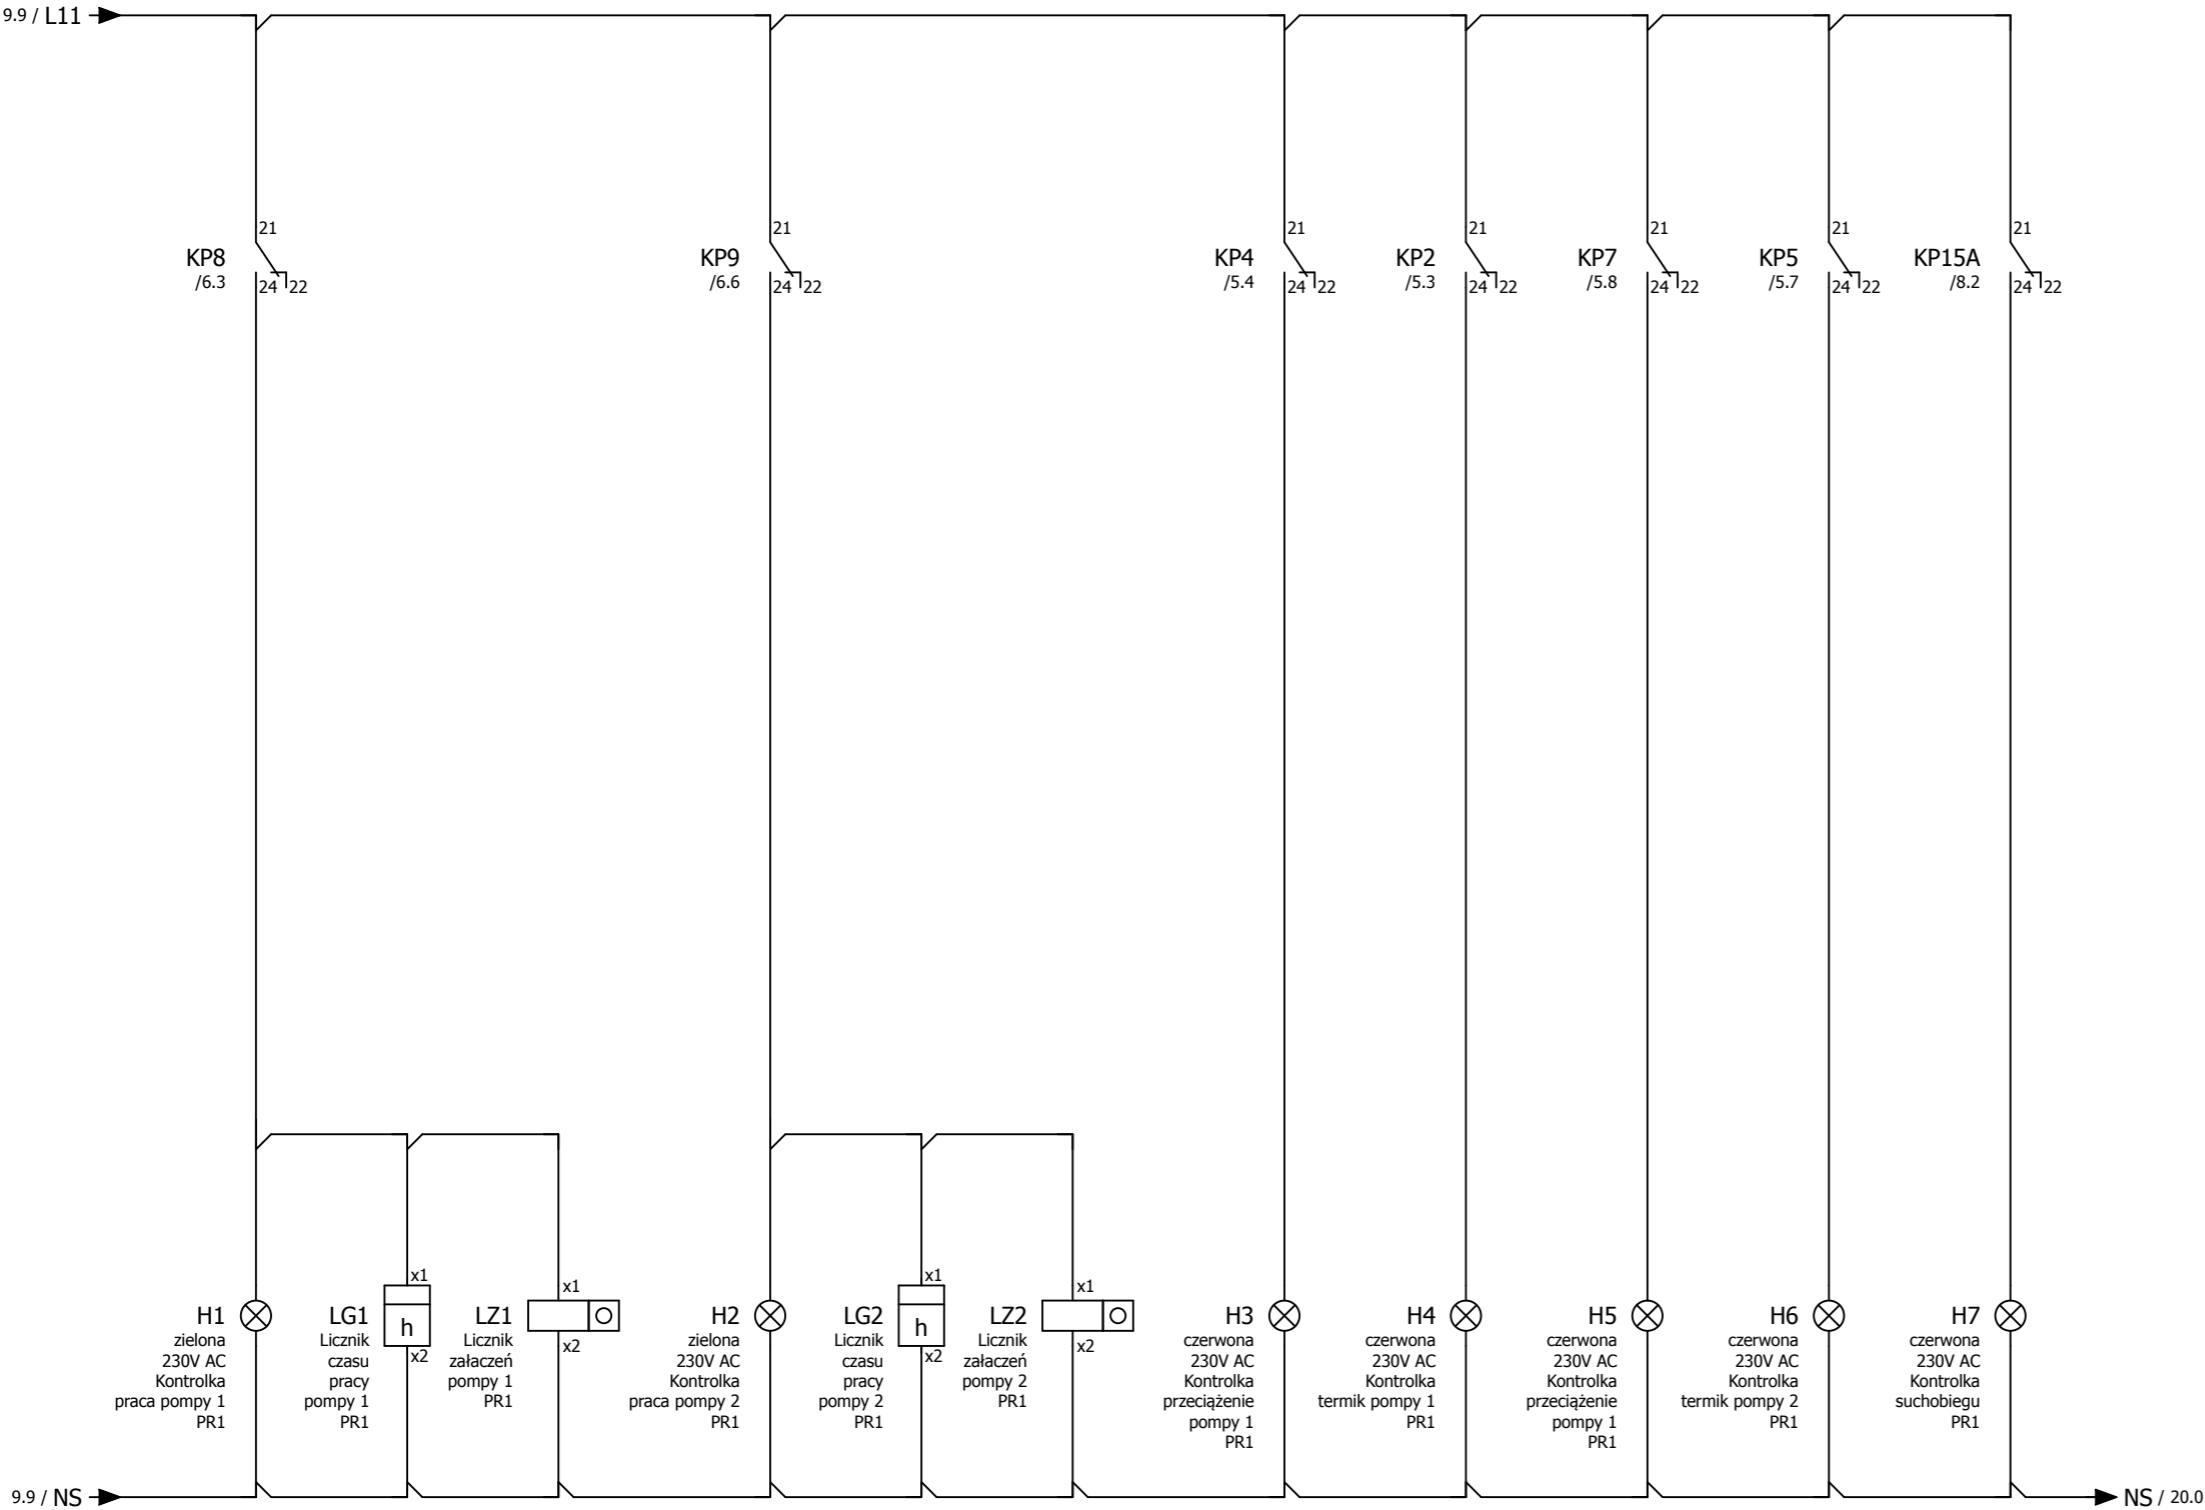 9.9 / L11
21
KP8
/6.3
24 22
21
KP9
/6.6
24 22
21
KP4
/5.4
24 22
21
KP2
/5.3
24 22
21
KP7
/5.8
24 22
21
KP5
/5.7
24 22
21
KP15A
/8.2
24 22
H1
zielona
230V AC
Kontrolka
praca pompy 1
PR1
x1
LG1
h
Licznik
czasu
pracy
pompy 1
PR1
x2
x1
LZ1
Licznik
załaczeń
pompy 1
PR1
x2
H2
zielona
230V AC
Kontrolka
praca pompy 2
PR1
x1
LG2
h
Licznik
czasu
pracy
pompy 2
PR1
x2
x1
LZ2
Licznik
załaczeń
pompy 2
PR1
x2
H3
czerwona
230V AC
Kontrolka
przeciążenie
pompy 1
PR1
H4
czerwona
230V AC
Kontrolka
termik pompy 1
PR1
H5
czerwona
230V AC
Kontrolka
przeciążenie
pompy 1
PR1
H6
czerwona
230V AC
Kontrolka
termik pompy 2
PR1
H7
czerwona
230V AC
Kontrolka
suchobiegu
PR1
9.9 / NS
NS / 20.0